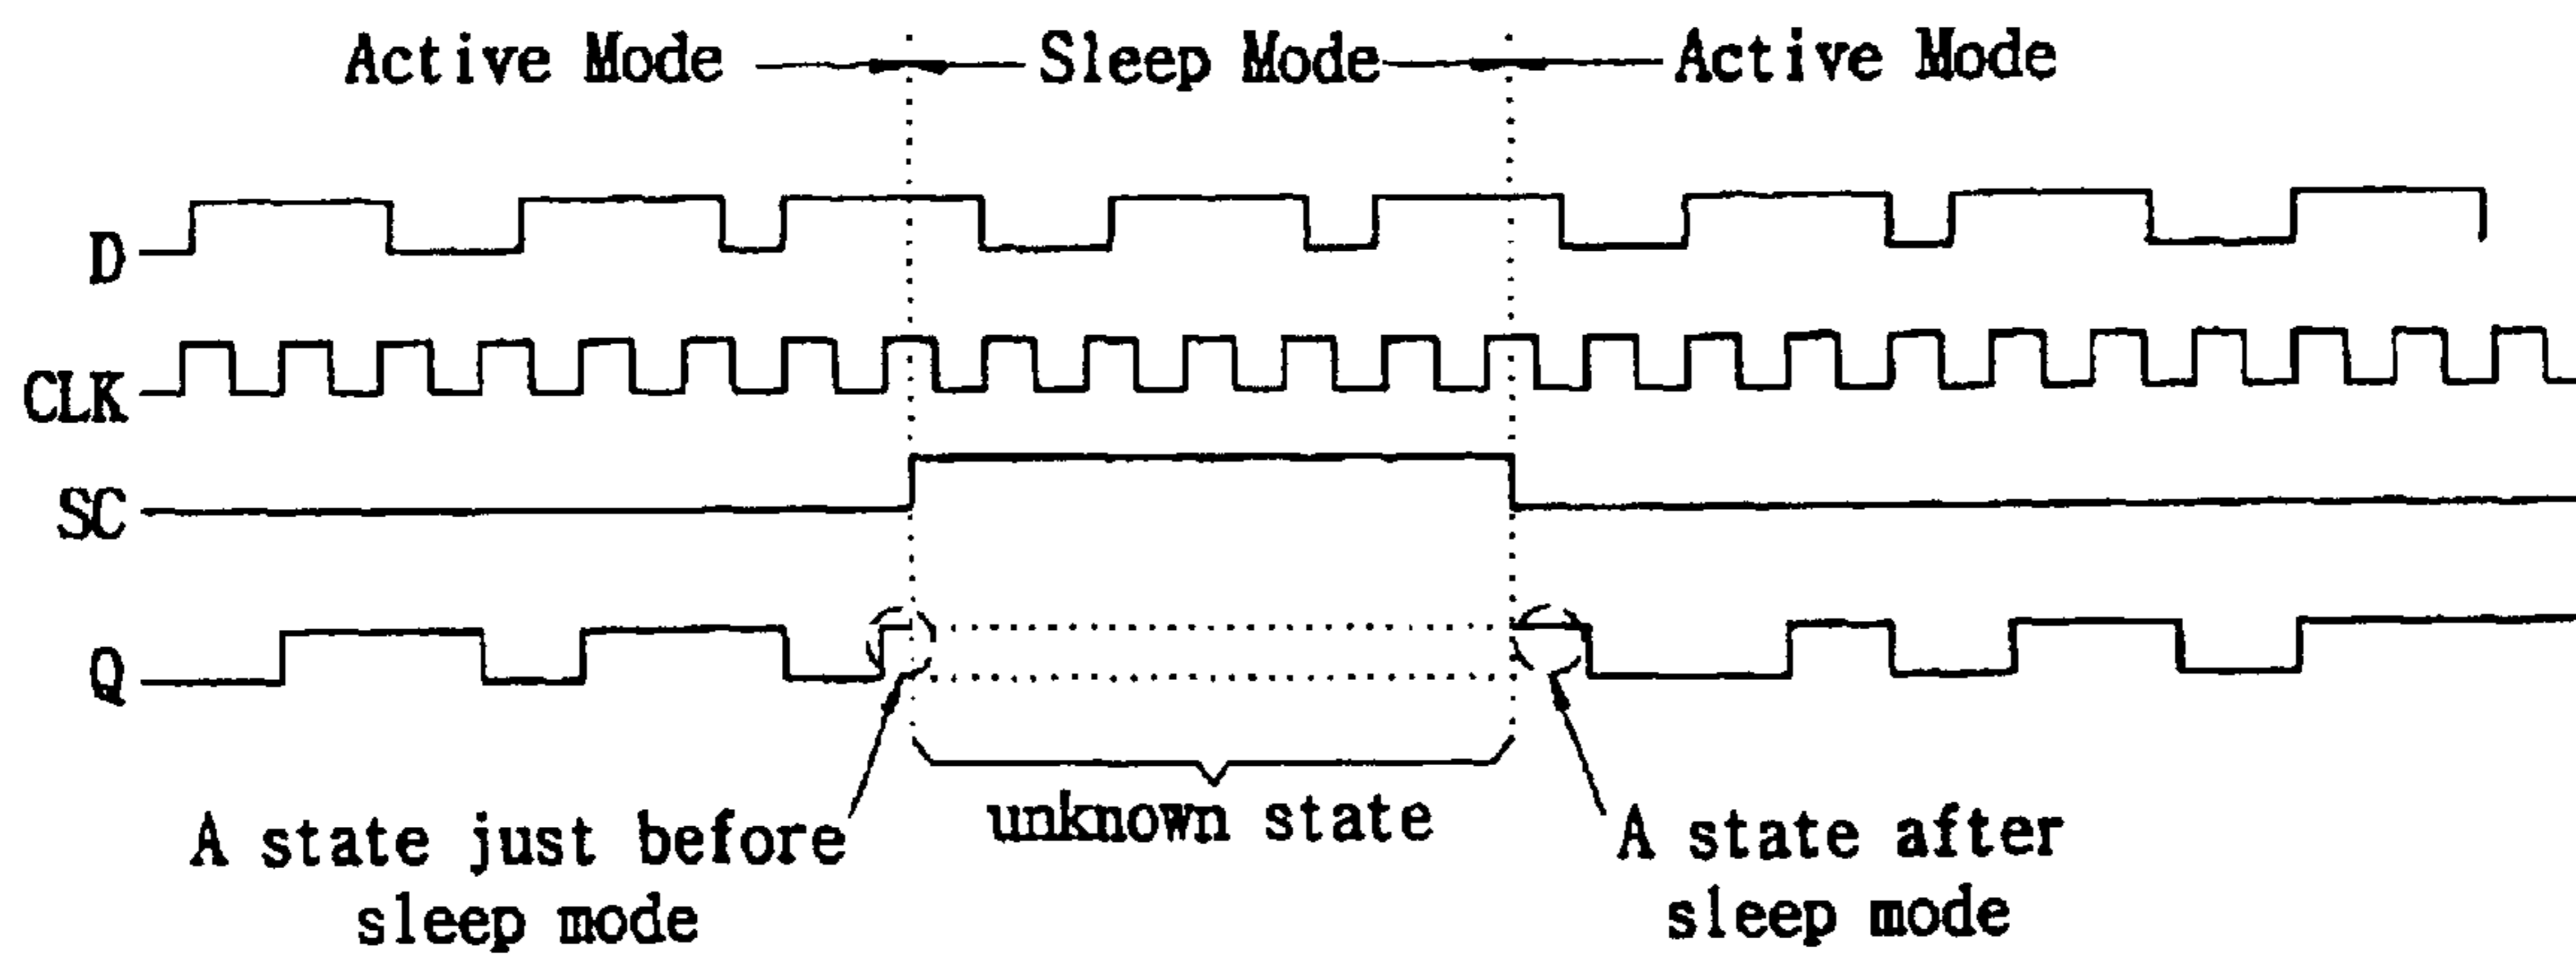 Active Mode Sleep Mode Active Mode
D
CLK
SC
Q
A state just before
sleep mode
unknown state
A state after
sleep mode